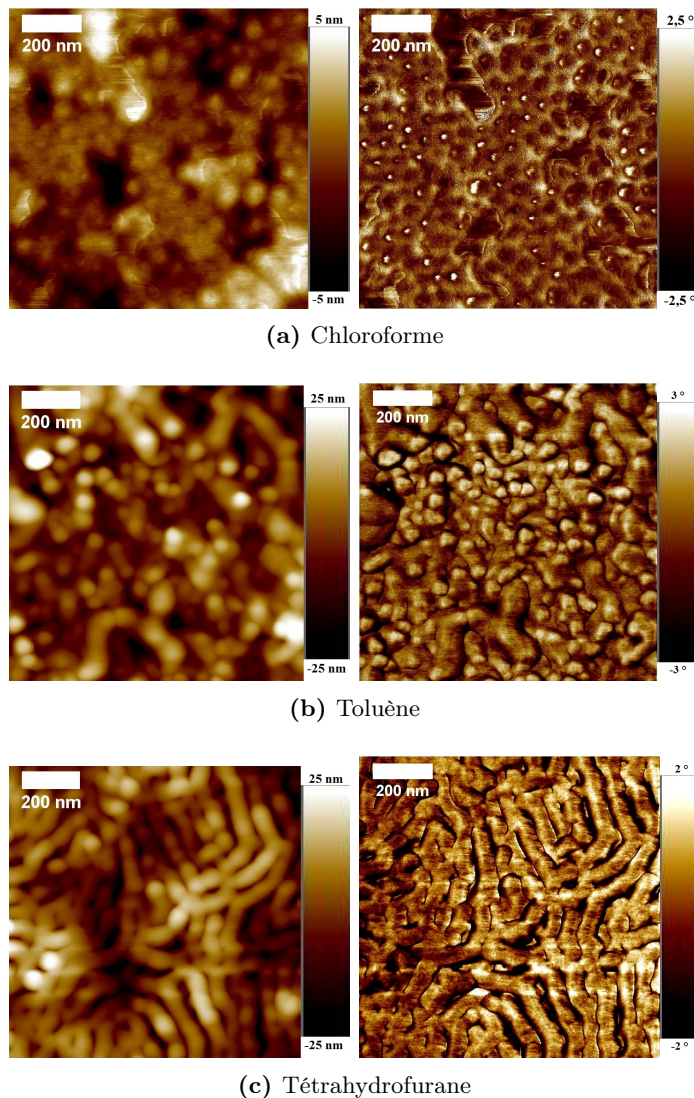 5 nm
2,5 °
200 nm
200 nm
-5 nm
-2,5 °
(a) Chloroforme
25 nm
3 °
200 nm
200 nm
-25 nm
-3 °
(b) Toluène
25 nm
2 °
200 nm
200 nm
-25 nm
-2 °
(c) Tétrahydrofurane